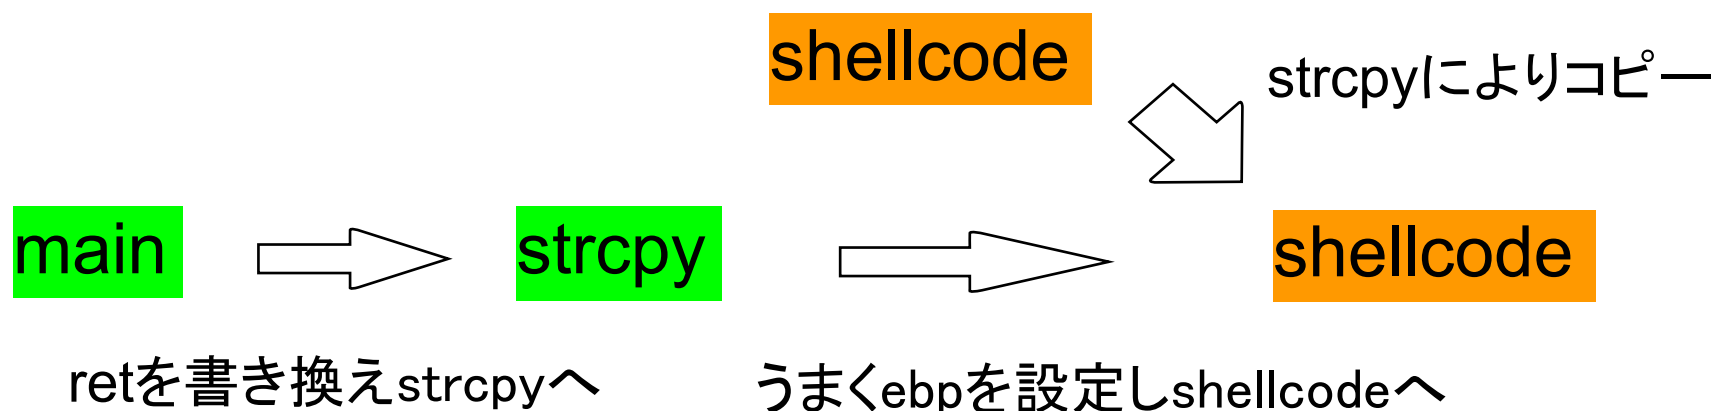 shellcode
strcpyによりコピー
main
strcpy
shellcode
retを書き換えstrcpyへ
うまくebpを設定しshellcodeへ